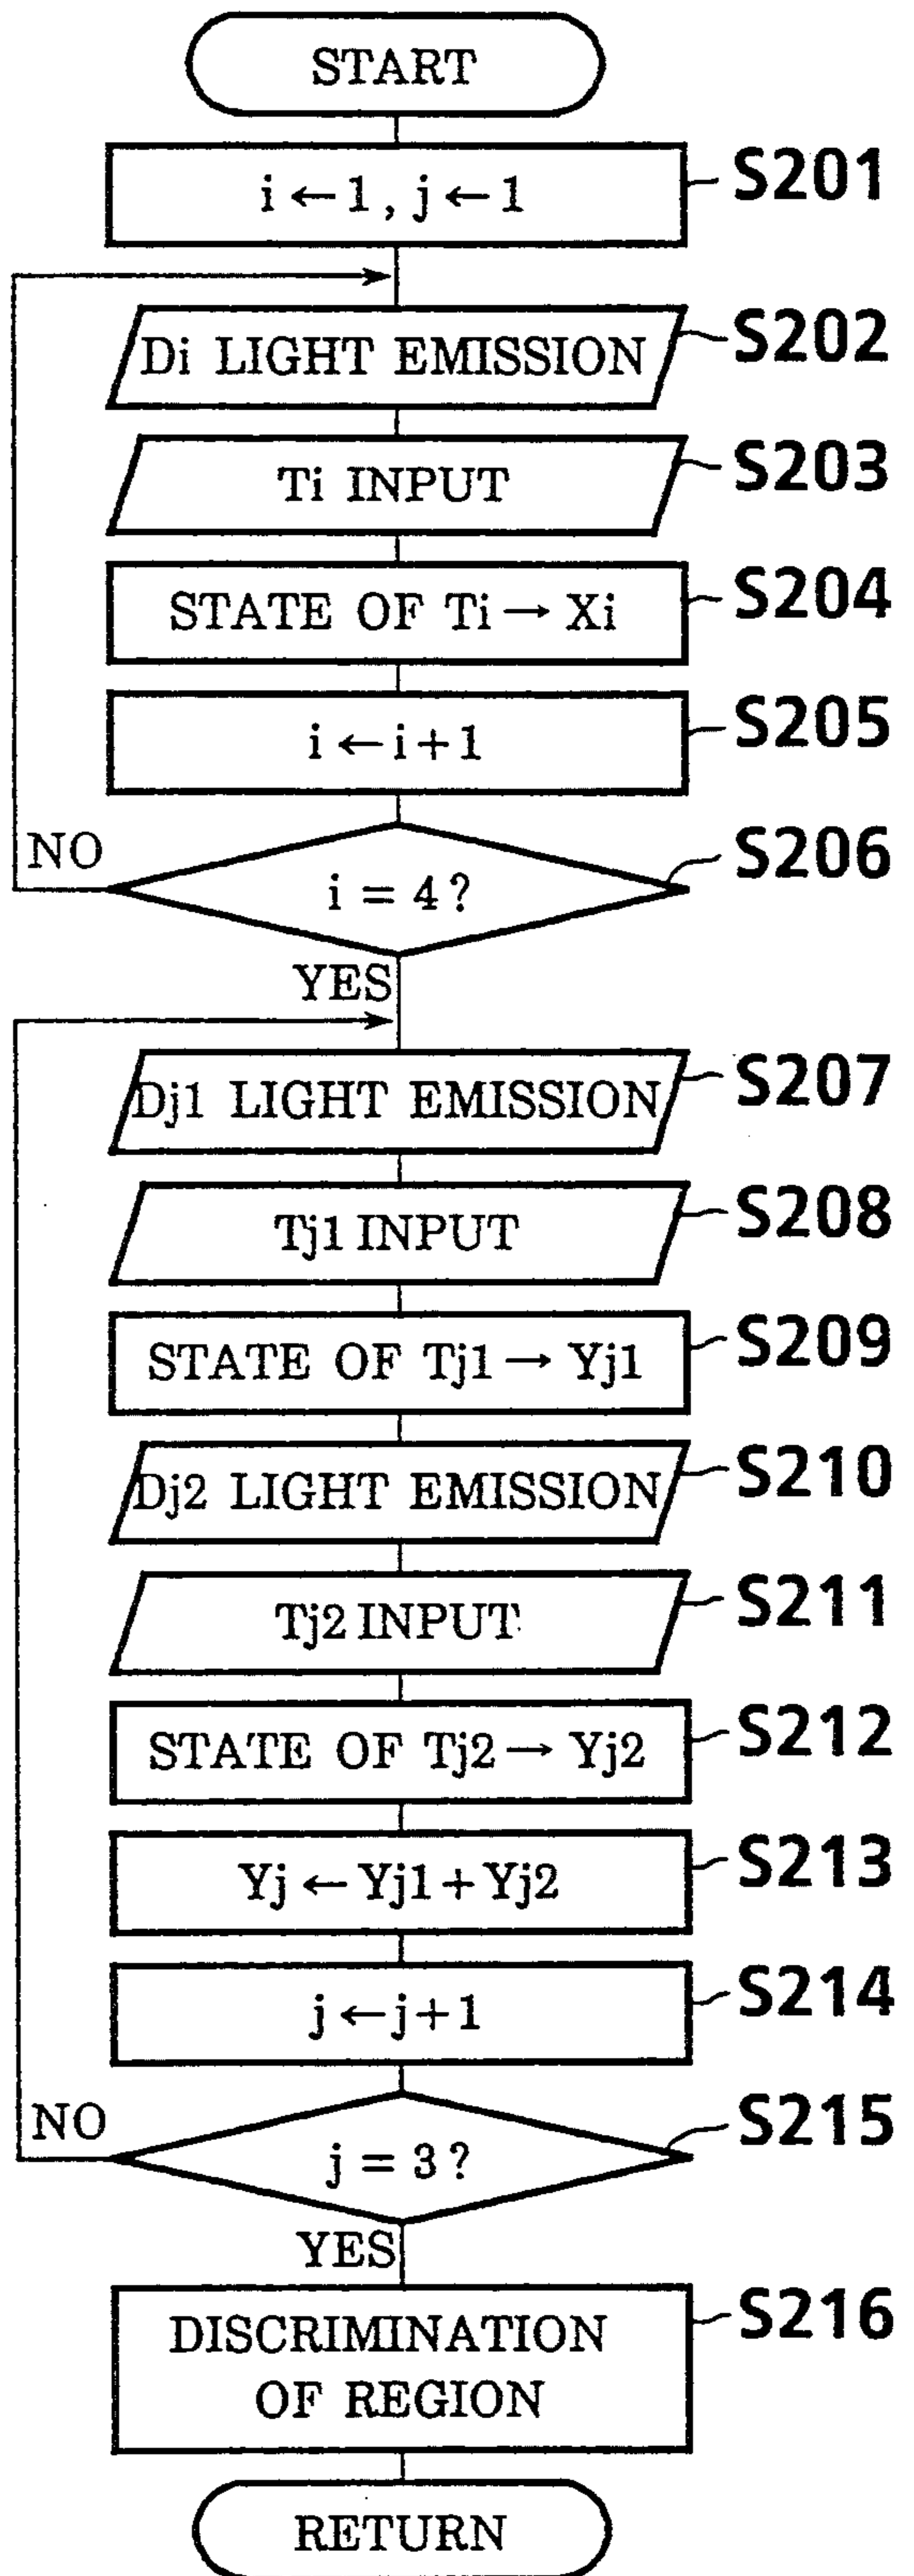 START
i ← 1 , j ← 1
S201
Di LIGHT EMISSION
S202
Ti INPUT
S203
STATE OF Ti → Xi
S204
i ← i + 1
S205
NO
i = 4 ?
S206
YES
Dj1 LIGHT EMISSION
S207
Tj1 INPUT
S208
STATE OF Tj1 → Yj1
S209
Dj2 LIGHT EMISSION
S210
Tj2 INPUT
S211
STATE OF Tj2 → Yj2
S212
Yj ← Yj1 + Yj2
S213
j ← j + 1
S214
NO
j = 3 ?
S215
YES
DISCRIMINATION
OF REGION
S216
RETURN